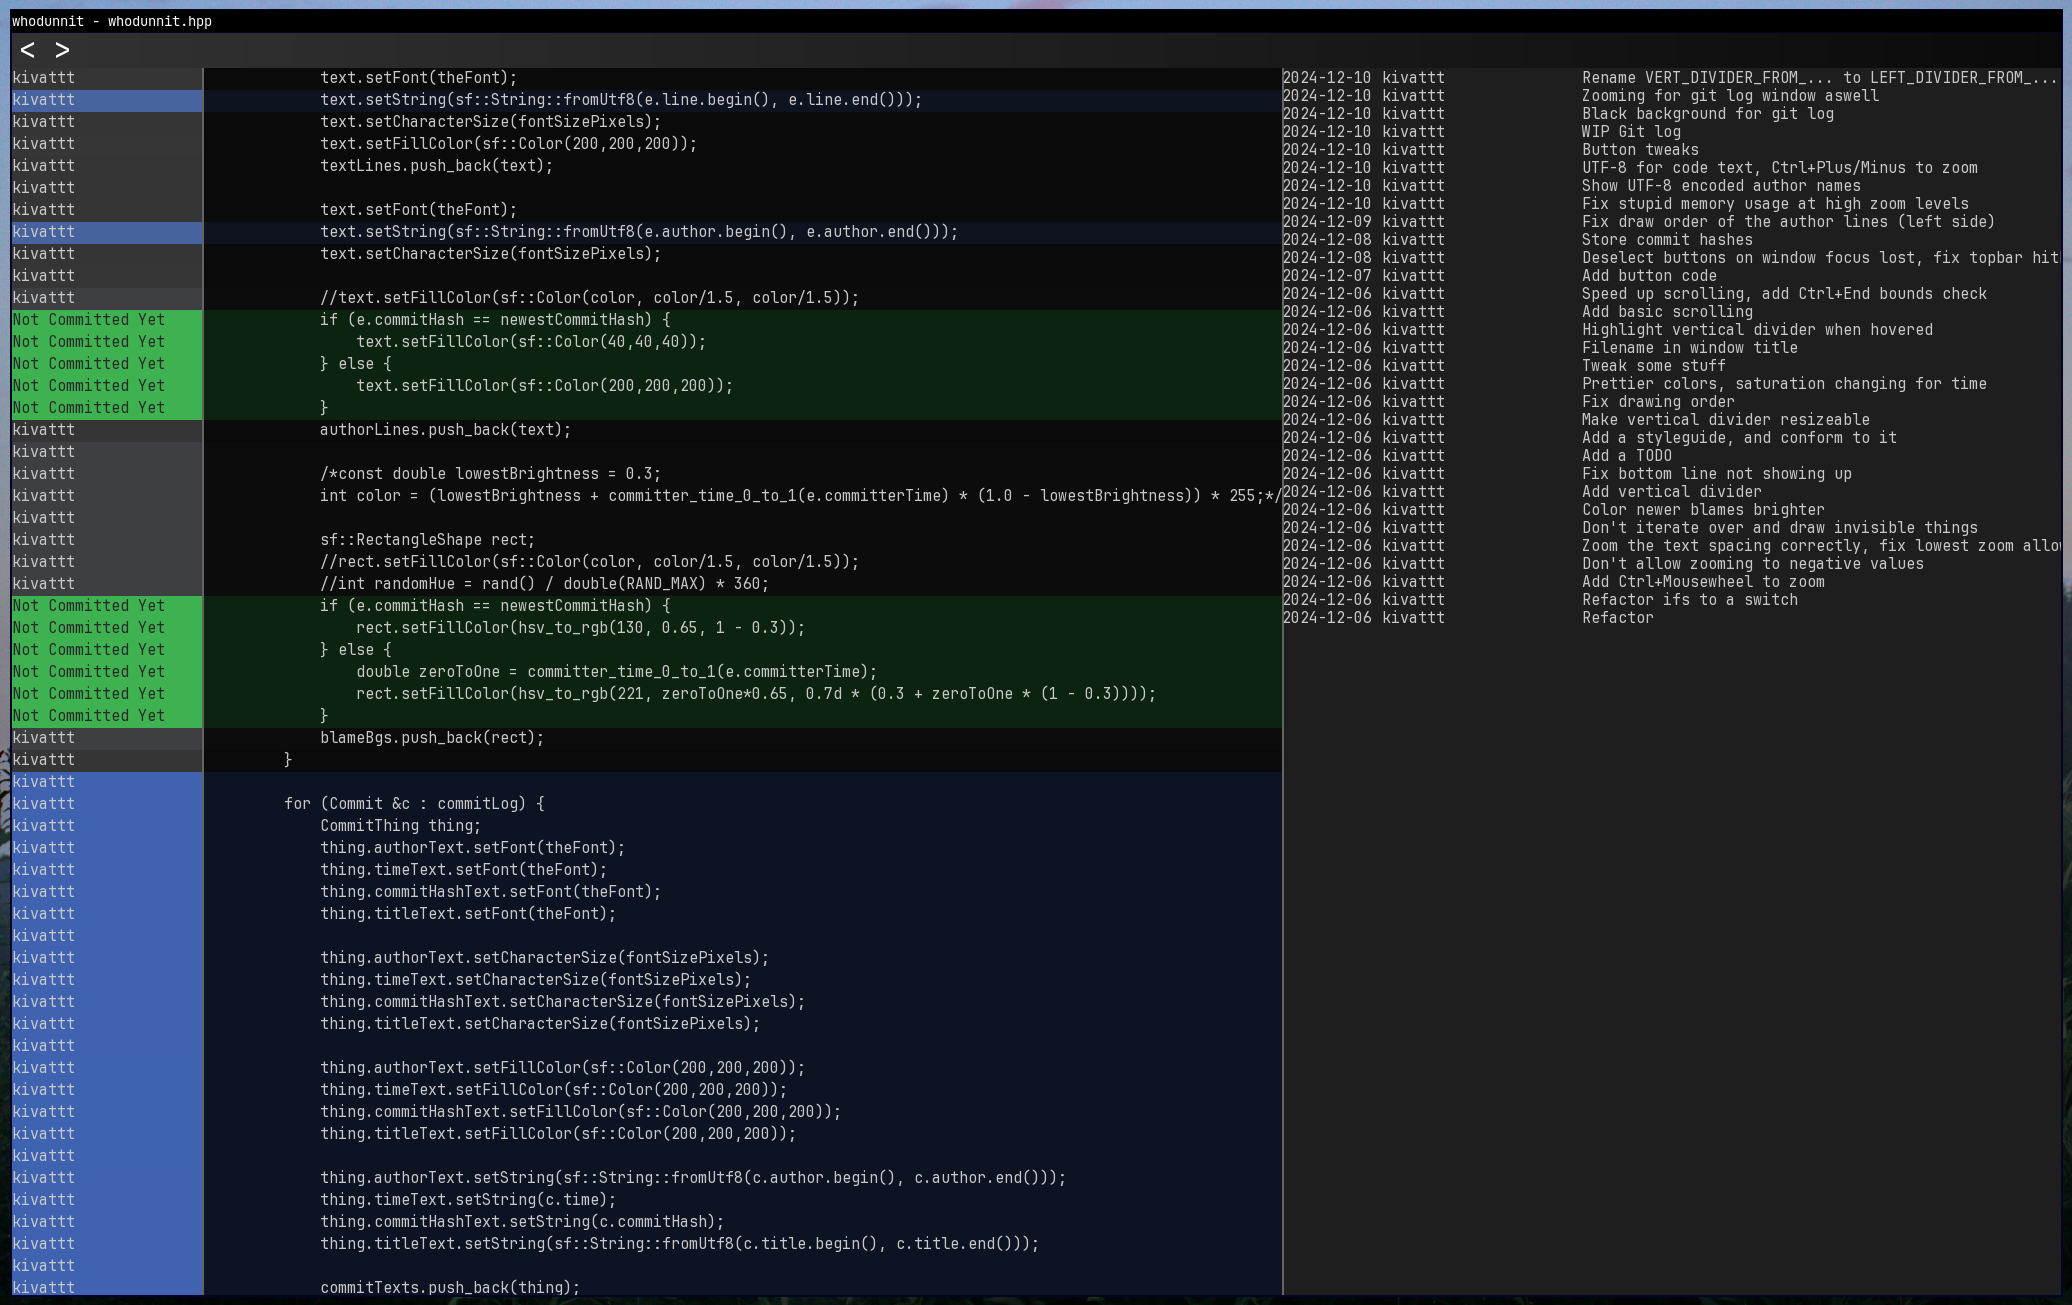 whodunnit - whodunnit.hpp
< >
kivattt text.setFont(theFont);
kivattt text.setString(sf::String::fromUtf8(e.line.begin(), e.line.end()));
kivattt text.setCharacterSize(fontSizePixels);
kivattt text.setFillColor(sf::Color(200,200,200));
kivattt textLines.push_back(text);
kivattt
kivattt text.setFont(theFont);
kivattt text.setString(sf::String::fromUtf8(e.author.begin(), e.author.end()));
kivattt text.setCharacterSize(fontSizePixels);
kivattt
kivattt //text.setFillColor(sf::Color(color, color/1.5, color/1.5));
Not Committed Yet if (e.commitHash == newestCommitHash) {
Not Committed Yet text.setFillColor(sf::Color(40,40,40));
Not Committed Yet } else {
Not Committed Yet text.setFillColor(sf::Color(200,200,200));
Not Committed Yet }
kivattt authorLines.push_back(text);
kivattt
kivattt /*const double lowestBrightness = 0.3;
kivattt int color = (lowestBrightness + committer_time_0_to_1(e.committerTime) * (1.0 - lowestBrightness)) * 255;*/
kivattt
kivattt sf::RectangleShape rect;
kivattt //rect.setFillColor(sf::Color(color, color/1.5, color/1.5));
kivattt //int randomHue = rand() / double(RAND_MAX) * 360;
Not Committed Yet if (e.commitHash == newestCommitHash) {
Not Committed Yet rect.setFillColor(hsv_to_rgb(130, 0.65, 1 - 0.3));
Not Committed Yet } else {
Not Committed Yet double zeroToOne = committer_time_0_to_1(e.committerTime);
Not Committed Yet rect.setFillColor(hsv_to_rgb(221, zeroToOne*0.65, 0.7d * (0.3 + zeroToOne * (1 - 0.3))));
Not Committed Yet }
kivattt blameBgs.push_back(rect);
kivattt }
kivattt
kivattt for (Commit &c : commitLog) {
kivattt CommitThing thing;
kivattt thing.authorText.setFont(theFont);
kivattt thing.timeText.setFont(theFont);
kivattt thing.commitHashText.setFont(theFont);
kivattt thing.titleText.setFont(theFont);
kivattt
kivattt thing.authorText.setCharacterSize(fontSizePixels);
kivattt thing.timeText.setCharacterSize(fontSizePixels);
kivattt thing.commitHashText.setCharacterSize(fontSizePixels);
kivattt thing.titleText.setCharacterSize(fontSizePixels);
kivattt
kivattt thing.authorText.setFillColor(sf::Color(200,200,200));
kivattt thing.timeText.setFillColor(sf::Color(200,200,200));
kivattt thing.commitHashText.setFillColor(sf::Color(200,200,200));
kivattt thing.titleText.setFillColor(sf::Color(200,200,200));
kivattt
kivattt thing.authorText.setString(sf::String::fromUtf8(c.author.begin(), c.author.end()));
kivattt thing.timeText.setString(c.time);
kivattt thing.commitHashText.setString(c.commitHash);
kivattt thing.titleText.setString(sf::String::fromUtf8(c.title.begin(), c.title.end()));
kivattt
kivattt commitTexts.push_back(thing);
2024-12-10 kivattt Rename VERT_DIVIDER_FROM_... to LEFT_DIVIDER_FROM_...
2024-12-10 kivattt Zooming for git log window aswell
2024-12-10 kivattt Black background for git log
2024-12-10 kivattt WIP Git log
2024-12-10 kivattt Button tweaks
2024-12-10 kivattt UTF-8 for code text, Ctrl+Plus/Minus to zoom
2024-12-10 kivattt Show UTF-8 encoded author names
2024-12-10 kivattt Fix stupid memory usage at high zoom levels
2024-12-09 kivattt Fix draw order of the author lines (left side)
2024-12-08 kivattt Store commit hashes
2024-12-08 kivattt Deselect buttons on window focus lost, fix topbar hit
2024-12-07 kivattt Add button code
2024-12-06 kivattt Speed up scrolling, add Ctrl+End bounds check
2024-12-06 kivattt Add basic scrolling
2024-12-06 kivattt Highlight vertical divider when hovered
2024-12-06 kivattt Filename in window title
2024-12-06 kivattt Tweak some stuff
2024-12-06 kivattt Prettier colors, saturation changing for time
2024-12-06 kivattt Fix drawing order
2024-12-06 kivattt Make vertical divider resizeable
2024-12-06 kivattt Add a styleguide, and conform to it
2024-12-06 kivattt Add a TODO
2024-12-06 kivattt Fix bottom line not showing up
2024-12-06 kivattt Add vertical divider
2024-12-06 kivattt Color newer blames brighter
2024-12-06 kivattt Don't iterate over and draw invisible things
2024-12-06 kivattt Zoom the text spacing correctly, fix lowest zoom allow
2024-12-06 kivattt Don't allow zooming to negative values
2024-12-06 kivattt Add Ctrl+Mousewheel to zoom
2024-12-06 kivattt Refactor ifs to a switch
2024-12-06 kivattt Refactor